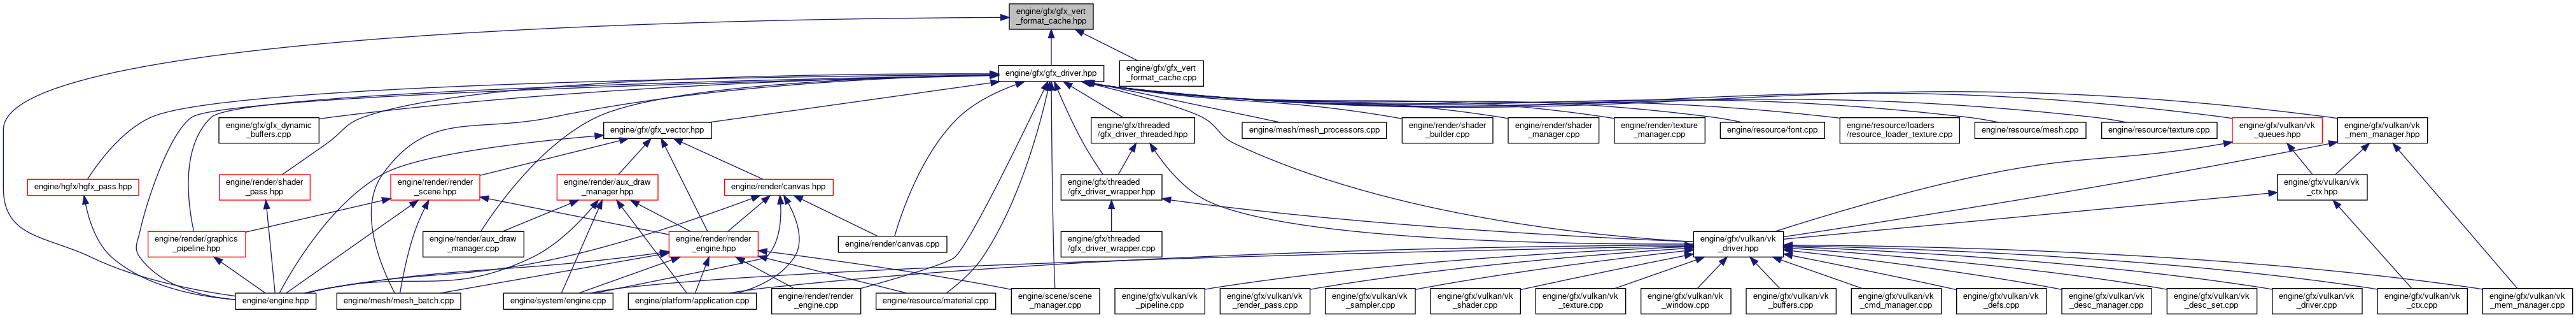 engine/gfx/gfx_vert
_format_cache.hpp
engine/gfx/gfx_driver.hpp
engine/gfx/gfx_vert
_format_cache.cpp
engine/gfx/gfx_dynamic
_buffers.cpp
engine/gfx/gfx_vector.hpp
engine/gfx/threaded
/gfx_driver_threaded.hpp
engine/mesh/mesh_processors.cpp
engine/render/shader
_builder.cpp
engine/render/shader
_manager.cpp
engine/render/texture
_manager.cpp
engine/resource/font.cpp
engine/resource/loaders
/resource_loader_texture.cpp
engine/resource/mesh.cpp
engine/resource/texture.cpp
engine/gfx/vulkan/vk
_queues.hpp
engine/gfx/vulkan/vk
_mem_manager.hpp
engine/hgfx/hgfx_pass.hpp
engine/render/shader
_pass.hpp
engine/render/render
_scene.hpp
engine/render/aux_draw
_manager.hpp
engine/render/canvas.hpp
engine/gfx/threaded
/gfx_driver_wrapper.hpp
engine/gfx/vulkan/vk
_ctx.hpp
engine/render/graphics
_pipeline.hpp
engine/render/aux_draw
_manager.cpp
engine/render/render
_engine.hpp
engine/render/canvas.cpp
engine/gfx/threaded
/gfx_driver_wrapper.cpp
engine/gfx/vulkan/vk
_driver.hpp
engine/engine.hpp
engine/mesh/mesh_batch.cpp
engine/system/engine.cpp
engine/platform/application.cpp
engine/render/render
_engine.cpp
engine/resource/material.cpp
engine/scene/scene
_manager.cpp
engine/gfx/vulkan/vk
_pipeline.cpp
engine/gfx/vulkan/vk
_render_pass.cpp
engine/gfx/vulkan/vk
_sampler.cpp
engine/gfx/vulkan/vk
_shader.cpp
engine/gfx/vulkan/vk
_texture.cpp
engine/gfx/vulkan/vk
_window.cpp
engine/gfx/vulkan/vk
_buffers.cpp
engine/gfx/vulkan/vk
_cmd_manager.cpp
engine/gfx/vulkan/vk
_defs.cpp
engine/gfx/vulkan/vk
_desc_manager.cpp
engine/gfx/vulkan/vk
_desc_set.cpp
engine/gfx/vulkan/vk
_driver.cpp
engine/gfx/vulkan/vk
_ctx.cpp
engine/gfx/vulkan/vk
_mem_manager.cpp